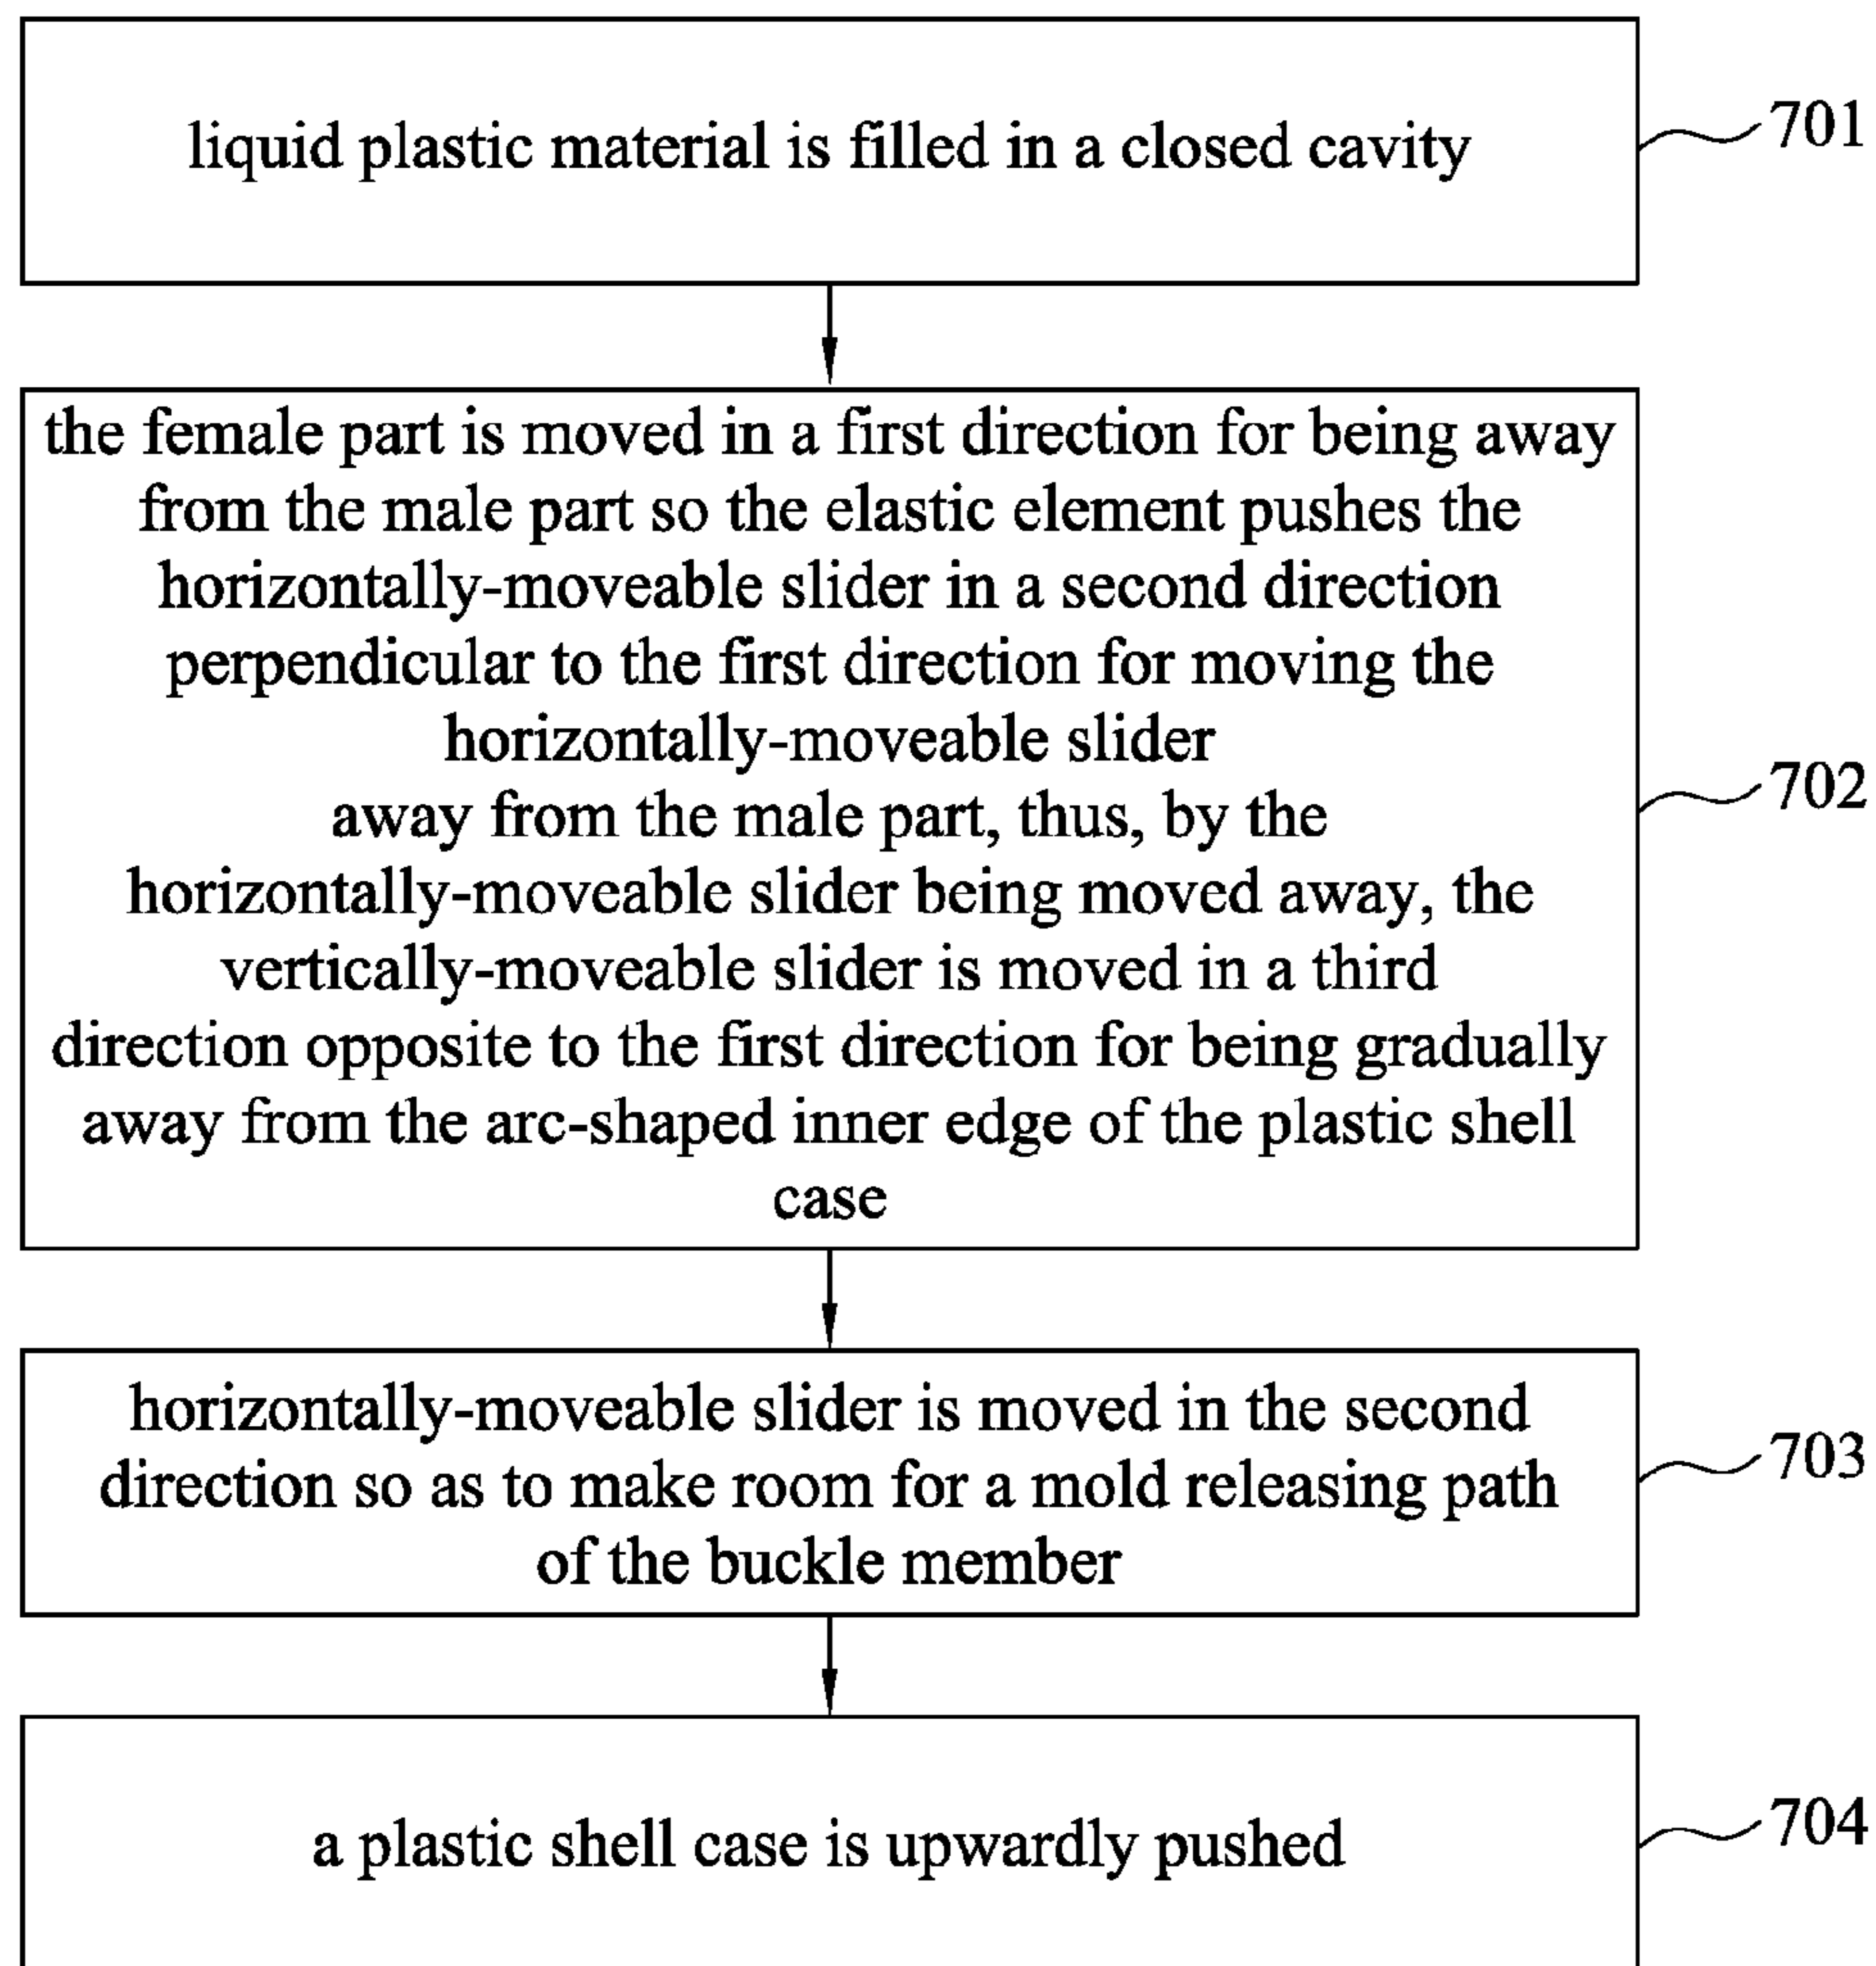 liquid plastic material is filled in a closed cavity
701
the female part is moved in a first direction for being away
from the male part so the elastic element pushes the
horizontally-moveable slider in a second direction
perpendicular to the first direction for moving the
horizontally-moveable slider
away from the male part, thus, by the
horizontally-moveable slider being moved away, the
vertically-moveable slider is moved in a third
direction opposite to the first direction for being gradually
away from the arc-shaped inner edge of the plastic shell
case
702
horizontally-moveable slider is moved in the second
direction so as to make room for a mold releasing path
of the buckle member
703
a plastic shell case is upwardly pushed
704